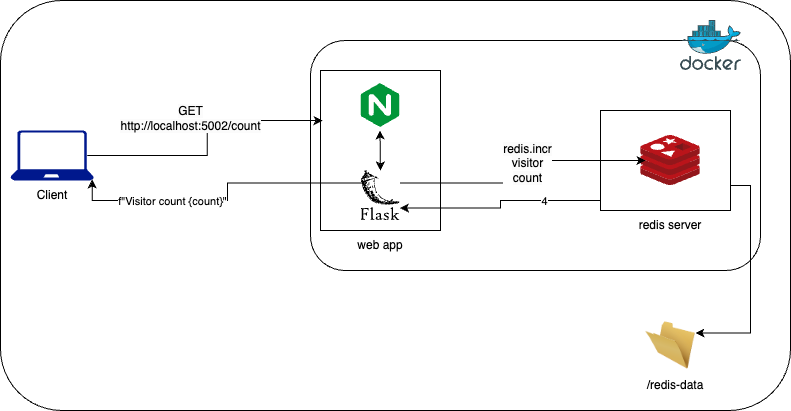 docker
GET
http://localhost:5002/count
N
redis.incr
visitor
count
Client
f"Visitor count {count}"
Flask
4
web app
redis server
/redis-data